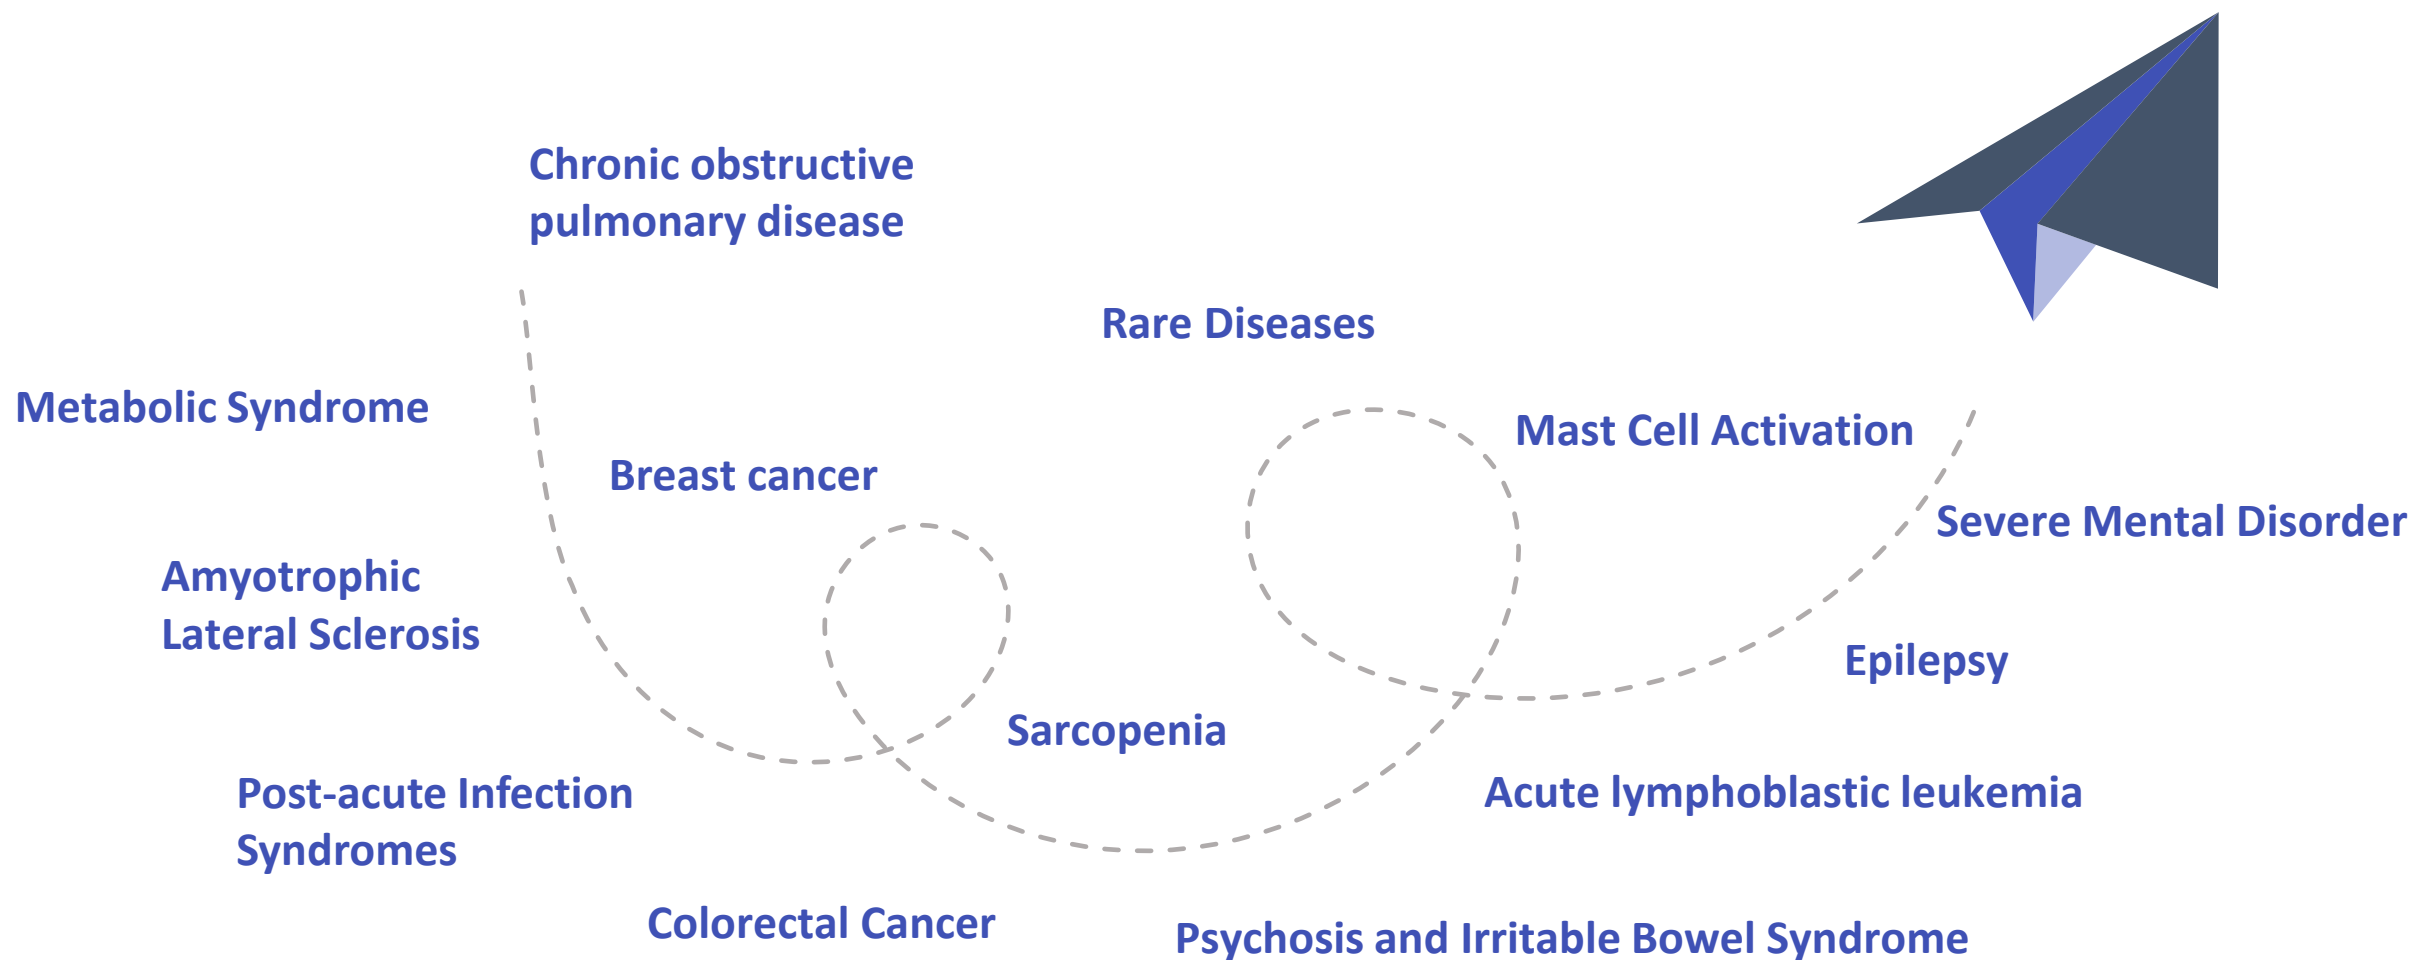 Chronic obstructive
pulmonary disease
Rare Diseases
Metabolic Syndrome
Mast Cell Activation
Breast cancer
Severe Mental Disorder
Amyotrophic
Lateral Sclerosis
Epilepsy
Sarcopenia
Post-acute Infection
Syndromes
Acute lymphoblastic leukemia
Colorectal Cancer
Psychosis and Irritable Bowel Syndrome